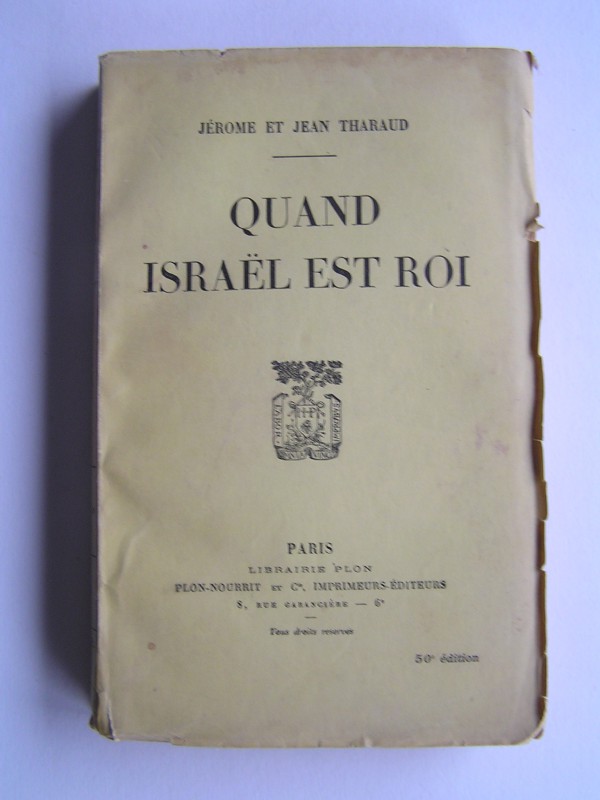 JÉROME ET JEAN THARAUD
QUAND
ISRAËL EST ROI
PARIS
LIBRAIRIE PLON
PLON-NOURRIT ET Cie, IMPRIMEURS-ÉDITEURS
8, RUE GARANCIÈRE — 6e
Tous droits réservés
50e édition